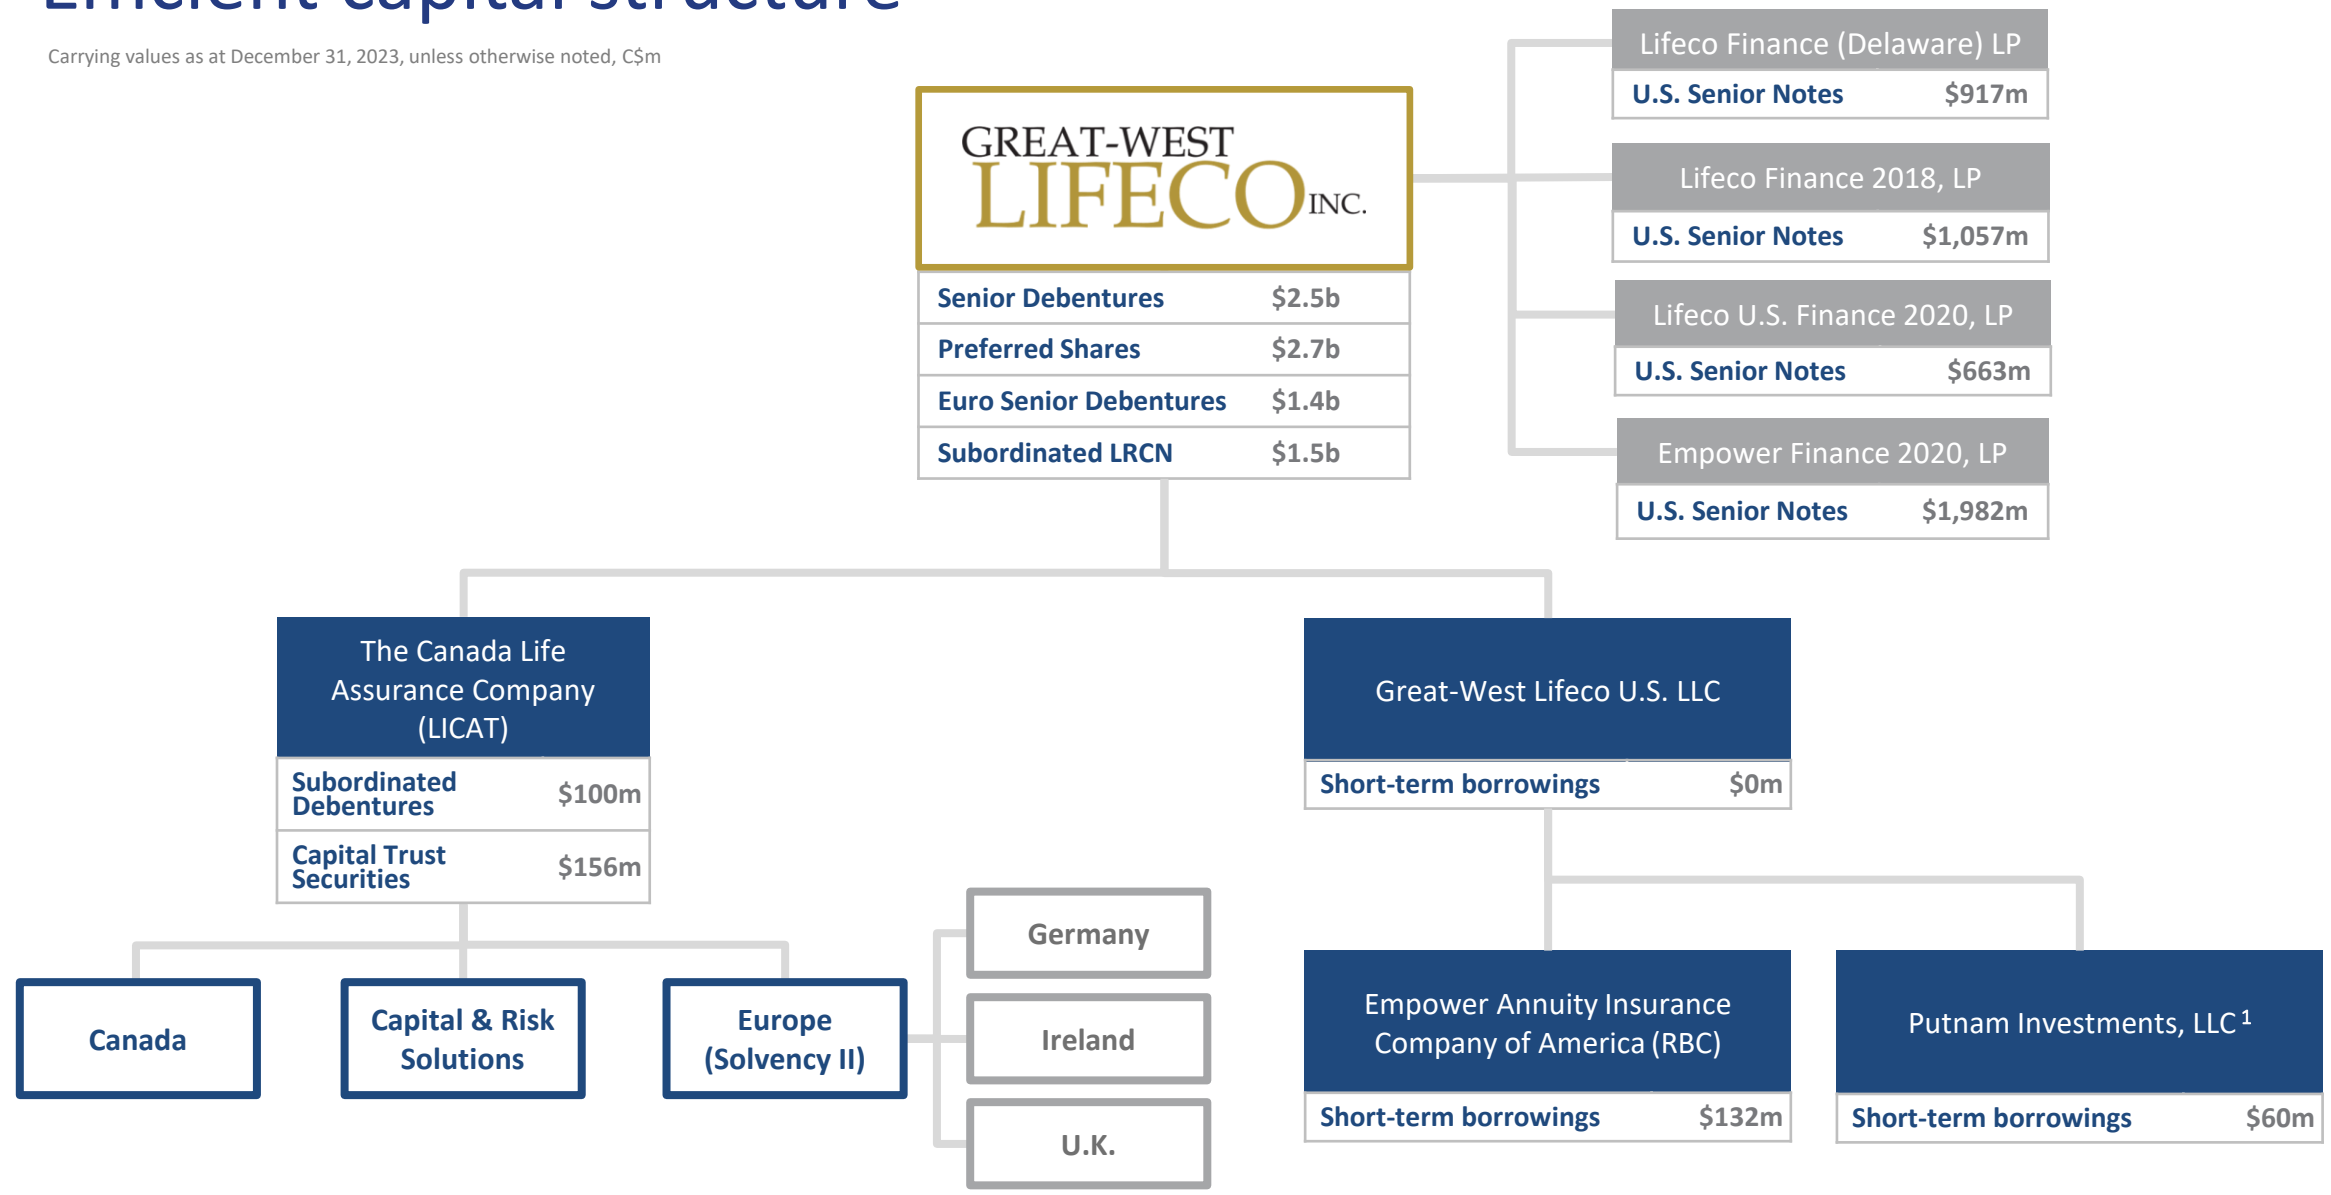 Efficient capital structure
Carrying values as at December 31, 2023, unless otherwise noted, C$m
GREAT-WEST
LIFECO INC.
Senior Debentures $2.5b
Preferred Shares $2.7b
Euro Senior Debentures $1.4b
Subordinated LRCN $1.5b
Lifeco Finance (Delaware) LP
U.S. Senior Notes $917m
Lifeco Finance 2018, LP
U.S. Senior Notes $1,057m
Lifeco U.S. Finance 2020, LP
U.S. Senior Notes $663m
Empower Finance 2020, LP
U.S. Senior Notes $1,982m
The Canada Life
Assurance Company
(LICAT)
Subordinated
Debentures $100m
Capital Trust
Securities $156m
Canada
Capital & Risk
Solutions
Europe
(Solvency II)
Germany
Ireland
U.K.
Great-West Lifeco U.S. LLC
Short-term borrowings $0m
Empower Annuity Insurance
Company of America (RBC)
Short-term borrowings $132m
Putnam Investments, LLC 1
Short-term borrowings $60m